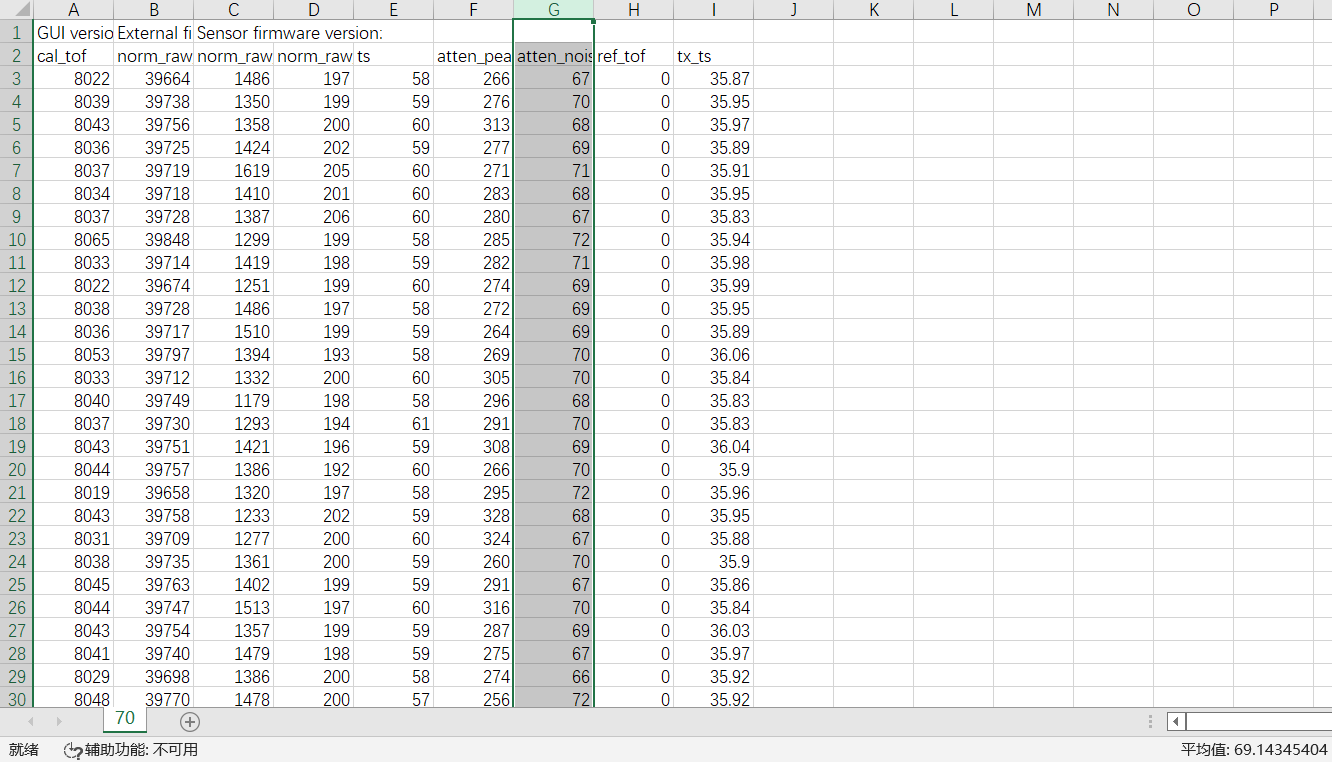 A B C D E F G H I J K L M N O P
1 GUI versio External fi Sensor firmware version:
2 cal_tof norm_raw norm_raw norm_raw ts atten_pea atten_nois ref_tof tx_ts
3 8022 39664 1486 197 58 266 67 0 35.87
4 8039 39738 1350 199 59 276 70 0 35.95
5 8043 39756 1358 200 60 313 68 0 35.97
6 8036 39725 1424 202 59 277 69 0 35.89
7 8037 39719 1619 205 60 271 71 0 35.91
8 8034 39718 1410 201 60 283 68 0 35.95
9 8037 39728 1387 206 60 280 67 0 35.83
10 8065 39848 1299 199 58 285 72 0 35.94
11 8033 39714 1419 198 59 282 71 0 35.98
12 8022 39674 1251 199 60 274 69 0 35.99
13 8038 39728 1486 197 58 272 69 0 35.95
14 8036 39717 1510 199 59 264 69 0 35.89
15 8053 39797 1394 193 58 269 70 0 36.06
16 8033 39712 1332 200 60 305 70 0 35.84
17 8040 39749 1179 198 58 296 68 0 35.83
18 8037 39730 1293 194 61 291 70 0 35.83
19 8043 39751 1421 196 59 308 69 0 36.04
20 8044 39757 1386 192 60 266 70 0 35.9
21 8019 39658 1320 197 58 295 72 0 35.96
22 8043 39758 1233 202 59 328 68 0 35.95
23 8031 39709 1277 200 60 324 67 0 35.88
24 8038 39735 1361 200 59 260 70 0 35.9
25 8045 39763 1402 199 59 291 67 0 35.86
26 8044 39747 1513 197 60 316 70 0 35.84
27 8043 39754 1357 199 59 287 69 0 36.03
28 8041 39740 1479 198 59 275 67 0 35.97
29 8029 39698 1386 200 58 274 66 0 35.92
30 8048 39770 1478 200 57 256 72 0 35.92
70
就绪 辅助功能: 不可用 平均值: 69.14345404